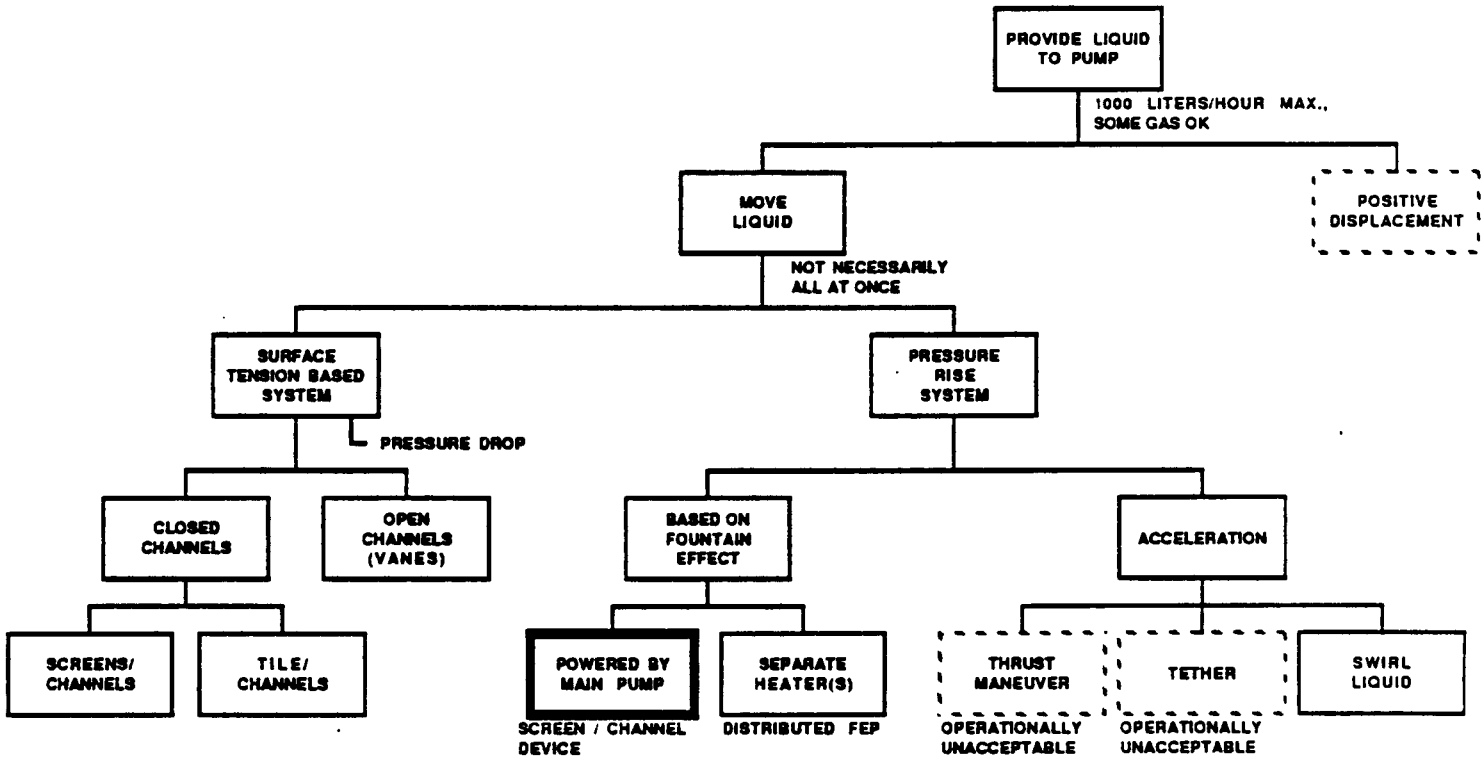 PROVIDE LIQUID
TO PUMP
1000 LITERS/HOUR MAX.,
SOME GAS OK
MOVE
LIQUID
POSITIVE
DISPLACEMENT
NOT NECESSARILY
ALL AT ONCE
SURFACE
TENSION BASED
SYSTEM
PRESSURE
RISE
SYSTEM
PRESSURE DROP
CLOSED
CHANNELS
OPEN
CHANNELS
(VANES)
BASED ON
FOUNTAIN
EFFECT
ACCELERATION
SCREENS/
CHANNELS
TILE/
CHANNELS
POWERED BY
MAIN PUMP
SEPARATE
HEATER(S)
THRUST
MANEUVER
TETHER
SWIRL
LIQUID
SCREEN / CHANNEL
DEVICE
DISTRIBUTED FEP
OPERATIONALLY
UNACCEPTABLE
OPERATIONALLY
UNACCEPTABLE